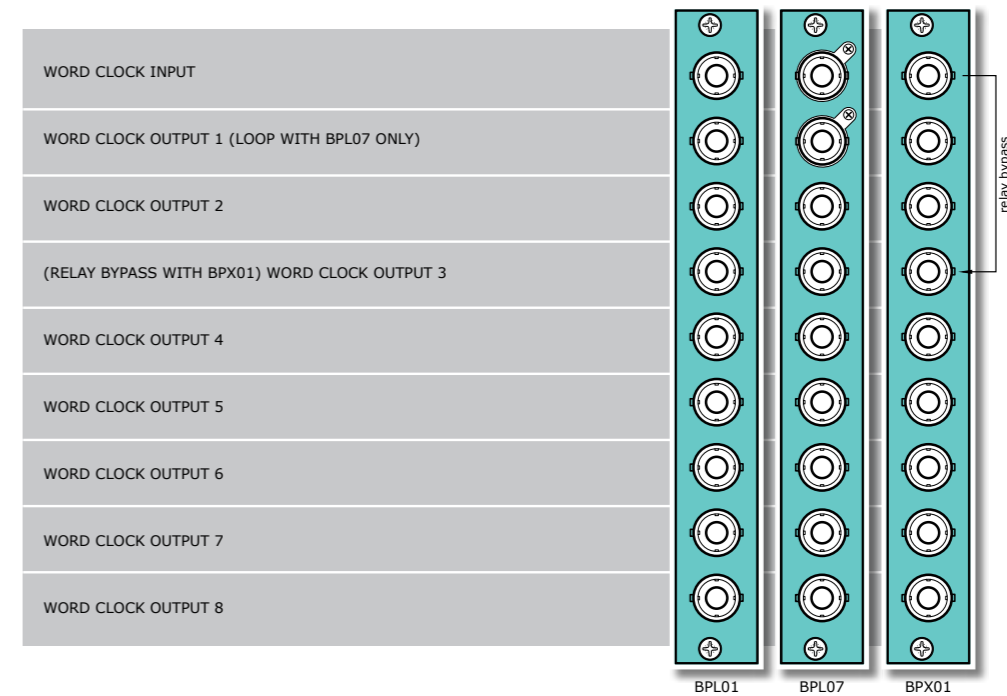 WORD CLOCK INPUT
WORD CLOCK OUTPUT 1 (LOOP WITH BPL07 ONLY)
WORD CLOCK OUTPUT 2
(RELAY BYPASS WITH BPX01) WORD CLOCK OUTPUT 3
WORD CLOCK OUTPUT 4
WORD CLOCK OUTPUT 5
WORD CLOCK OUTPUT 6
WORD CLOCK OUTPUT 7
WORD CLOCK OUTPUT 8
relay bypass
BPL01
BPL07
BPX01